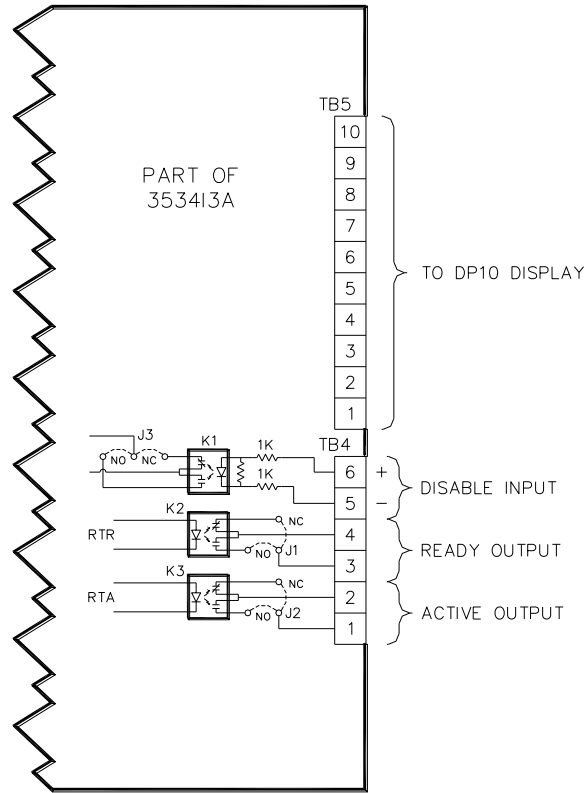 TB5
10
9
8
7
6
5
4
3
2
1
PART OF
353413A
TO DP10 DISPLAY
TB4
J3
K1
1K
NO NC
1K
6 +
5 −
DISABLE INPUT
K2
NC
RTR
4
NO J1
3
READY OUTPUT
K3
NC
RTA
2
NO J2
1
ACTIVE OUTPUT